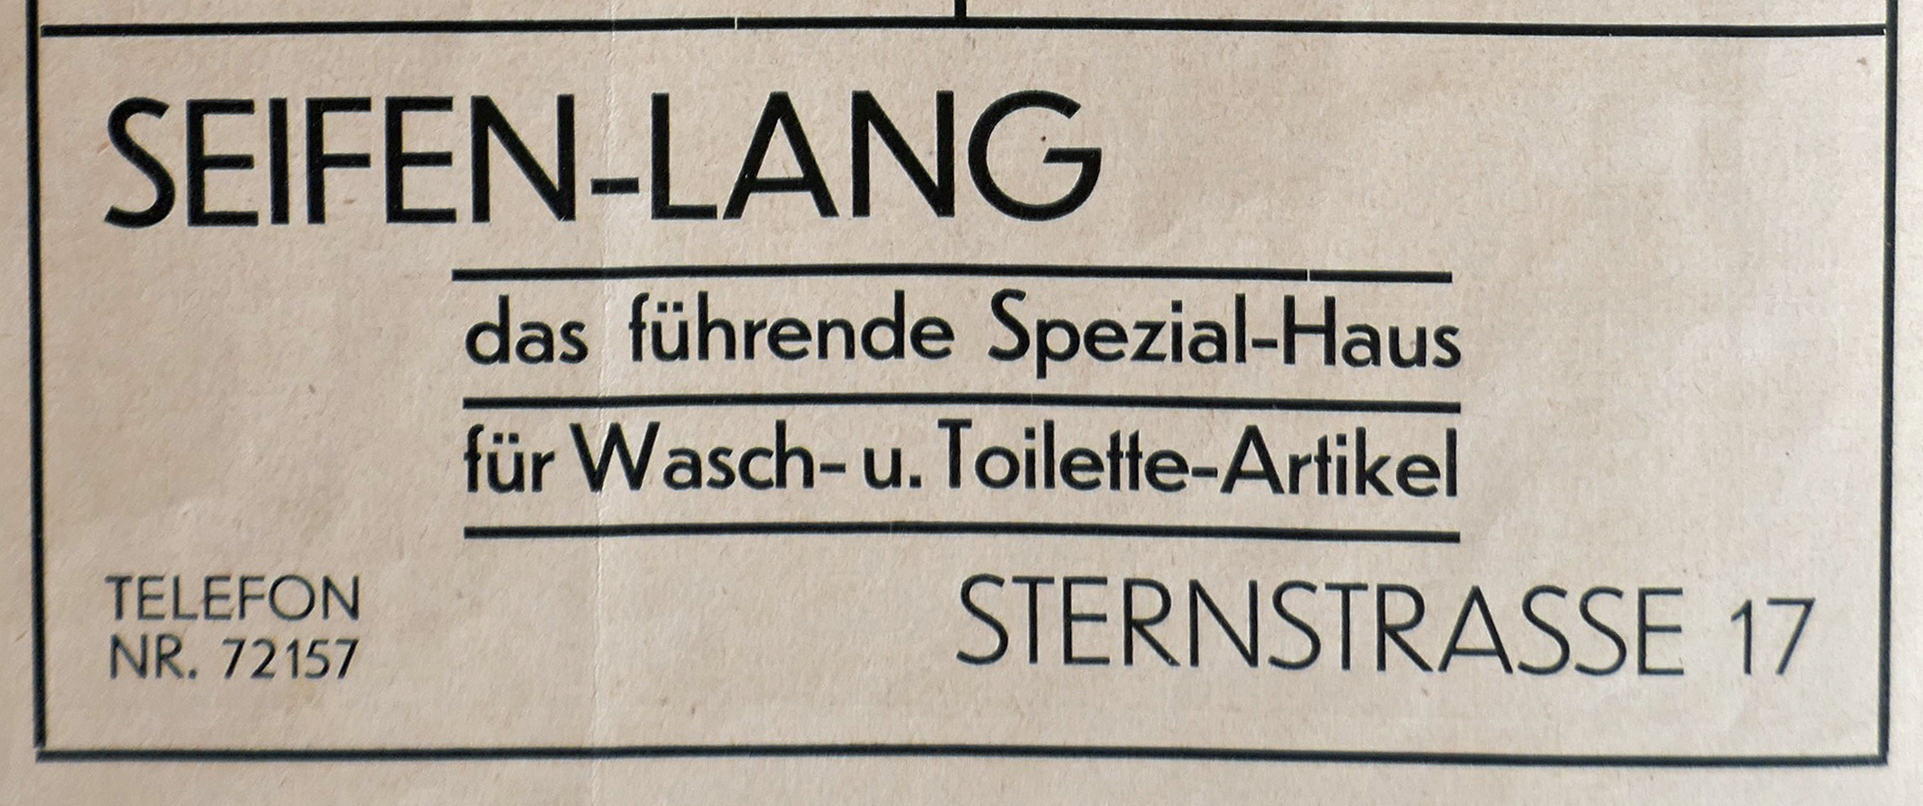 SEIFEN-LANG
das führende Spezial-Haus
für Wasch- u. Toilette-Artikel
TELEFON
NR. 72157
STERNSTRASSE 17